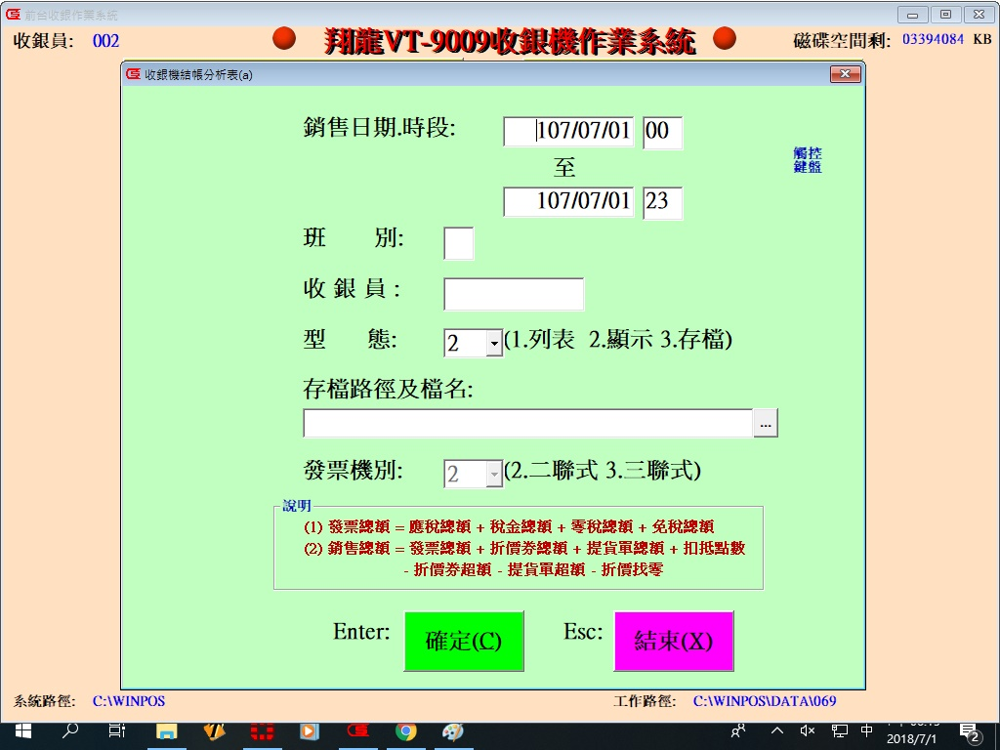 前台收銀作業系統
收銀員: 002
翔龍VT-9009收銀機作業系統
磁碟空間剩: 03394084 KB
收銀機結帳分析表(a)
銷售日期.時段: 107/07/01 00
至
107/07/01 23
觸控
鍵盤
班 別:
收 銀 員 :
型 態: 2 (1.列表 2.顯示 3.存檔)
存檔路徑及檔名:
...
發票機別: 2 (2.二聯式 3.三聯式)
說明
(1) 發票總額 = 應稅總額 + 稅金總額 + 零稅總額 + 免稅總額
(2) 銷售總額 = 發票總額 + 折價券總額 + 提貨單總額 + 扣抵點數
- 折價券超額 - 提貨單超額 - 折價找零
Enter: 確定(C) Esc: 結束(X)
系統路徑: C:\WINPOS
工作路徑: C:\WINPOS\DATA\069
中
2018/7/1
2